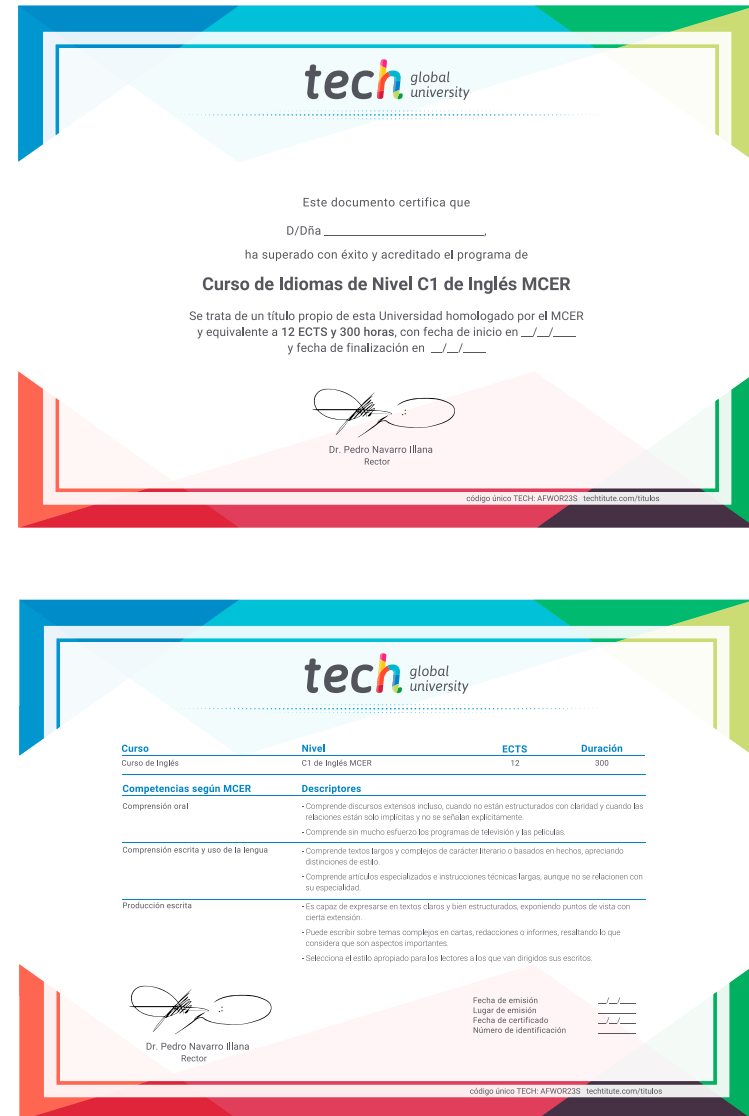 tech global university
Este documento certifica que
D/Dña ____________________,
ha superado con éxito y acreditado el programa de
Curso de Idiomas de Nivel C1 de Inglés MCER
Se trata de un título propio de esta Universidad homologado por el MCER
y equivalente a 12 ECTS y 300 horas, con fecha de inicio en __/__/____
y fecha de finalización en __/__/____
Dr. Pedro Navarro Illana
Rector
código único TECH: AFWOR23S techtitute.com/titulos
tech global university
Curso Nivel ECTS Duración
Curso de Inglés C1 de Inglés MCER 12 300
Competencias según MCER Descriptores
Comprensión oral - Comprende discursos extensos incluso, cuando no están estructurados con claridad y cuando las
relaciones están solo implícitas y no se señalan explícitamente.
- Comprende sin mucho esfuerzo los programas de televisión y las películas.
Comprensión escrita y uso de la lengua - Comprende textos largos y complejos de carácter literario o basados en hechos, apreciando
distinciones de estilo.
- Comprende artículos especializados e instrucciones técnicas largas, aunque no se relacionen con
su especialidad.
Producción escrita - Es capaz de expresarse en textos claros y bien estructurados, exponiendo puntos de vista con
cierta extensión.
- Puede escribir sobre temas complejos en cartas, redacciones o informes, resaltando lo que
considera que son aspectos importantes.
- Selecciona el estilo apropiado para los lectores a los que van dirigidos sus escritos.
Dr. Pedro Navarro Illana
Rector
Fecha de emisión __/__/____
Lugar de emisión ________
Fecha de certificado __/__/____
Número de identificación ________
código único TECH: AFWOR23S techtitute.com/titulos